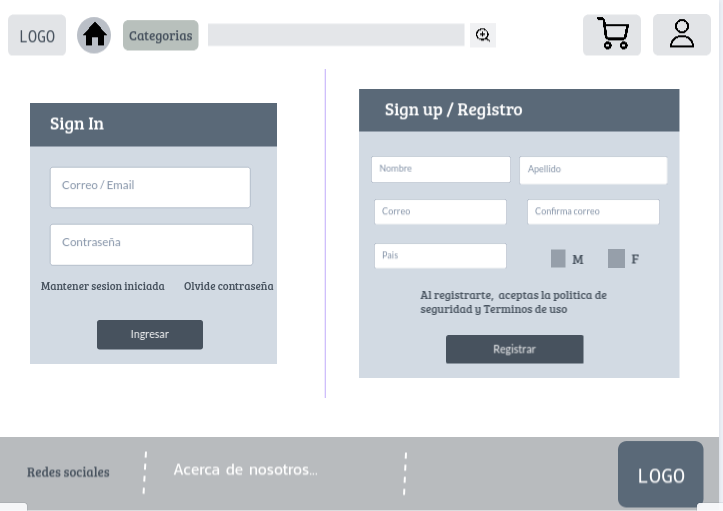 LOGO
Categorias
Sign In
Correo / Email
Contraseña
Mantener sesion iniciada
Olvide contraseña
Ingresar
Sign up / Registro
Nombre
Apellido
Correo
Confirma correo
Pais
M
F
Al registrarte, aceptas la politica de
seguridad y Terminos de uso
Registrar
Redes sociales
Acerca de nosotros...
LOGO